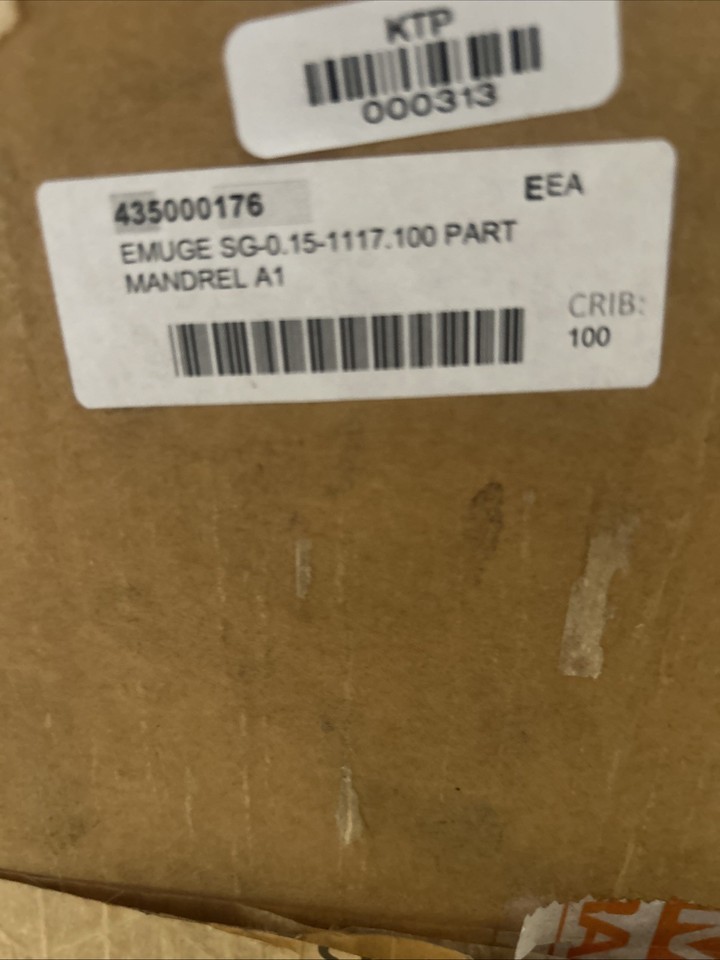 KTP
000313
435000176
EEA
EMUGE SG-0.15-1117.100 PART
MANDREL A1
CRIB:
100